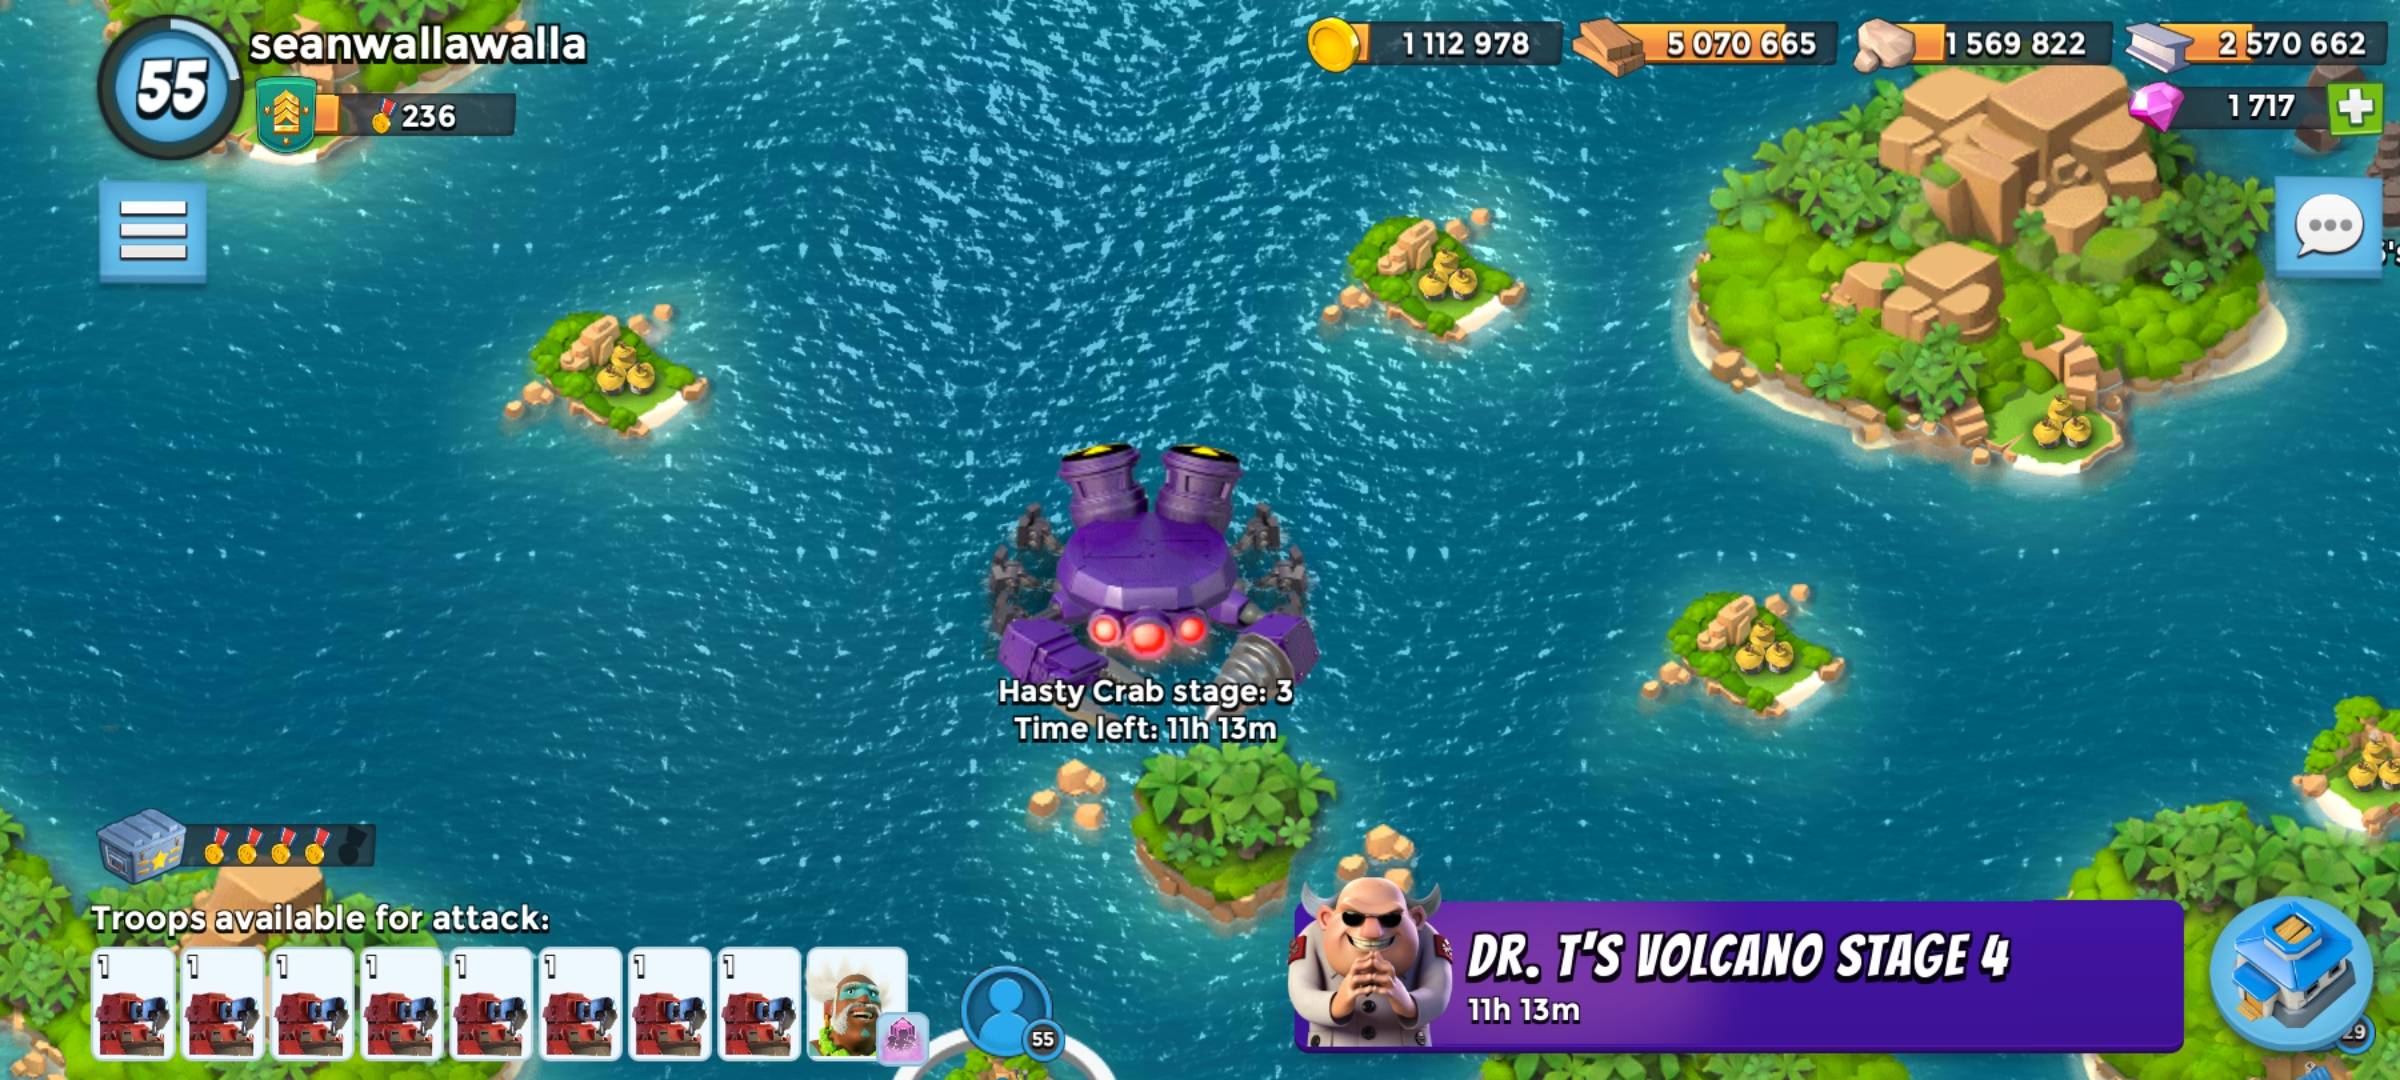 55
seanwallawalla
236
1 112 978
5 070 665
1 569 822
2 570 662
1 717
Hasty Crab stage: 3
Time left: 11h 13m
Troops available for attack:
1 1 1 1 1 1 1 1
55
DR. T'S VOLCANO STAGE 4
11h 13m
29